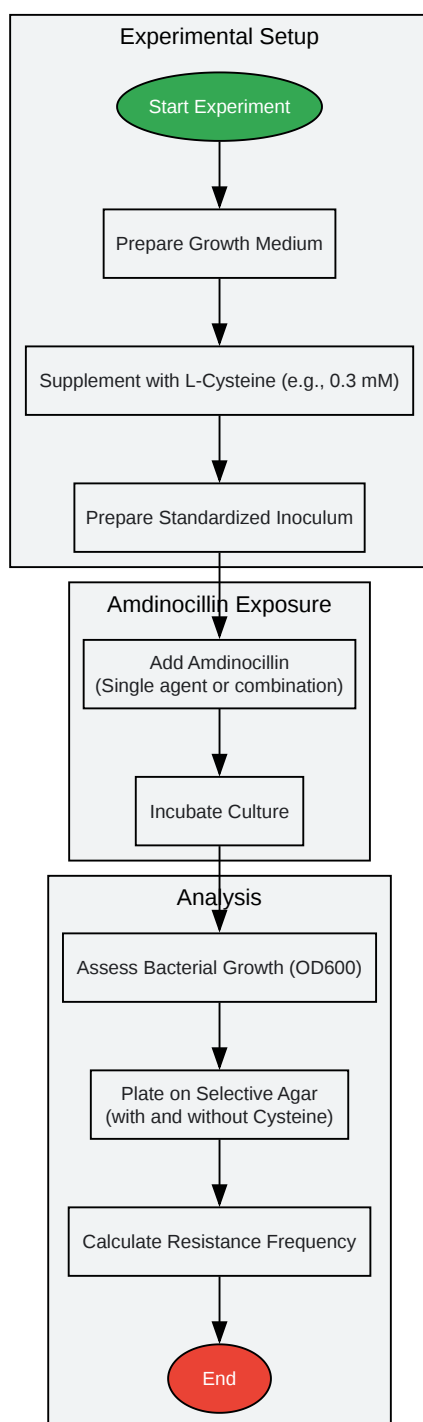 Experimental Setup
Start Experiment
Prepare Growth Medium
Supplement with L-Cysteine (e.g., 0.3 mM)
Prepare Standardized Inoculum
Amdinocillin Exposure
Add Amdinocillin
(Single agent or combination)
Incubate Culture
Analysis
Assess Bacterial Growth (OD600)
Plate on Selective Agar
(with and without Cysteine)
Calculate Resistance Frequency
End